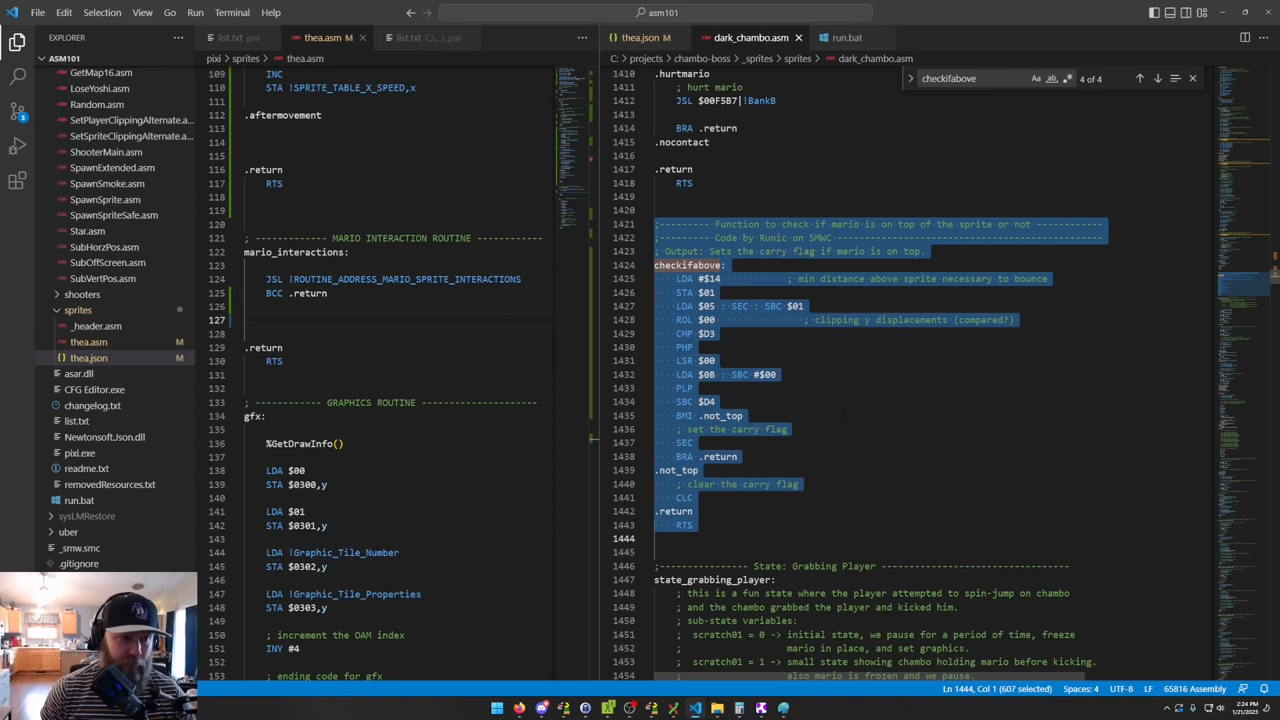 File Edit Selection View Go Run Terminal Help
asm101
EXPLORER
ASM101
GetMap16.asm
LoseYoshi.asm
Random.asm
SetPlayerClippingAlternate.a...
SetSpriteClippingAlternate.asm
ShooterMain.asm
SpawnExtended.asm
SpawnSmoke.asm
SpawnSprite.asm
SpawnSpriteSafe.asm
Star.asm
SubHorzPos.asm
SubOffScreen.asm
SubVertPos.asm
shooters
sprites
_header.asm
thea.asm
thea.json
asar.dll
CFG Editor.exe
changelog.txt
list.txt
Newtonsoft.Json.dll
pixi.exe
readme.txt
removedResources.txt
run.bat
sysLMRestore
uber
_smw.smc
.gitignore
list.txt pixi
thea.asm
list.txt C:\...\_pixi
pixi > sprites > thea.asm
109 INC
110 STA !SPRITE_TABLE_X_SPEED,x
111
112 .aftermovement
113
114
115
116 .return
117 RTS
118
119
120
121 ; ---------- MARIO INTERACTION ROUTINE ----------
122 mario_interaction:
123
124 JSL !ROUTINE_ADDRESS_MARIO_SPRITE_INTERACTIONS
125 BCC .return
126
127
128
129 .return
130 RTS
131
132
133 ; ---------- GRAPHICS ROUTINE ----------
134 gfx:
135
136 %GetDrawInfo()
137
138 LDA $00
139 STA $0300,y
140
141 LDA $01
142 STA $0301,y
143
144 LDA !Graphic_Tile_Number
145 STA $0302,y
146
147 LDA !Graphic_Tile_Properties
148 STA $0303,y
149
150 ; increment the OAM index
151 INY #4
152
153 ; ending code for gfx
thea.json
dark_chambo.asm
run.bat
C: > projects > chambo-boss > _sprites > sprites > dark_chambo.asm
checkifabove
4 of 4
1410 .hurtmario
1411 ; hurt mario
1412 JSL $00F5B7|!BankB
1413
1414 BRA .return
1415 .nocontact
1416
1417 .return
1418 RTS
1419
1420
1421 ;-------- Function to check if mario is on top of the sprite or not ---------------
1422 ;-------- Code by Runic on SMWC
1423 ; Output: Sets the carry flag if mario is on top.
1424 checkifabove:
1425 LDA #$14 ; min distance above sprite necessary to bounce
1426 STA $01
1427 LDA $05 : SEC : SBC $01
1428 ROL $00 ; clipping y displacements (compared?)
1429 CMP $D3
1430 PHP
1431 LSR $00
1432 LDA $0B : SBC #$00
1433 PLP
1434 SBC $D4
1435 BMI .not_top
1436 ; set the carry flag
1437 SEC
1438 BRA .return
1439 .not_top
1440 ; clear the carry flag
1441 CLC
1442 .return
1443 RTS
1444
1445
1446 ;------------------ State: Grabbing Player ------------------
1447 state_grabbing_player:
1448 ; This is a fun state where the player attempted to spin-jump on chambo
1449 ; and the chambo grabbed the player and kicked him.
1450 ; sub-state variables:
1451 ; scratch01 = 0 - initial state, we pause for a period of time, freeze
1452 ; mario in place, and set graphics
1453 ; scratch01 = 1 - still state showing chambo holding mario before kicking.
1454 ; also mario is frozen and we pause.
Ln 1444, Col 1 (607 selected) Spaces: 4 UTF-8 LF 65816 Assembly
2:24 PM
1/21/2023